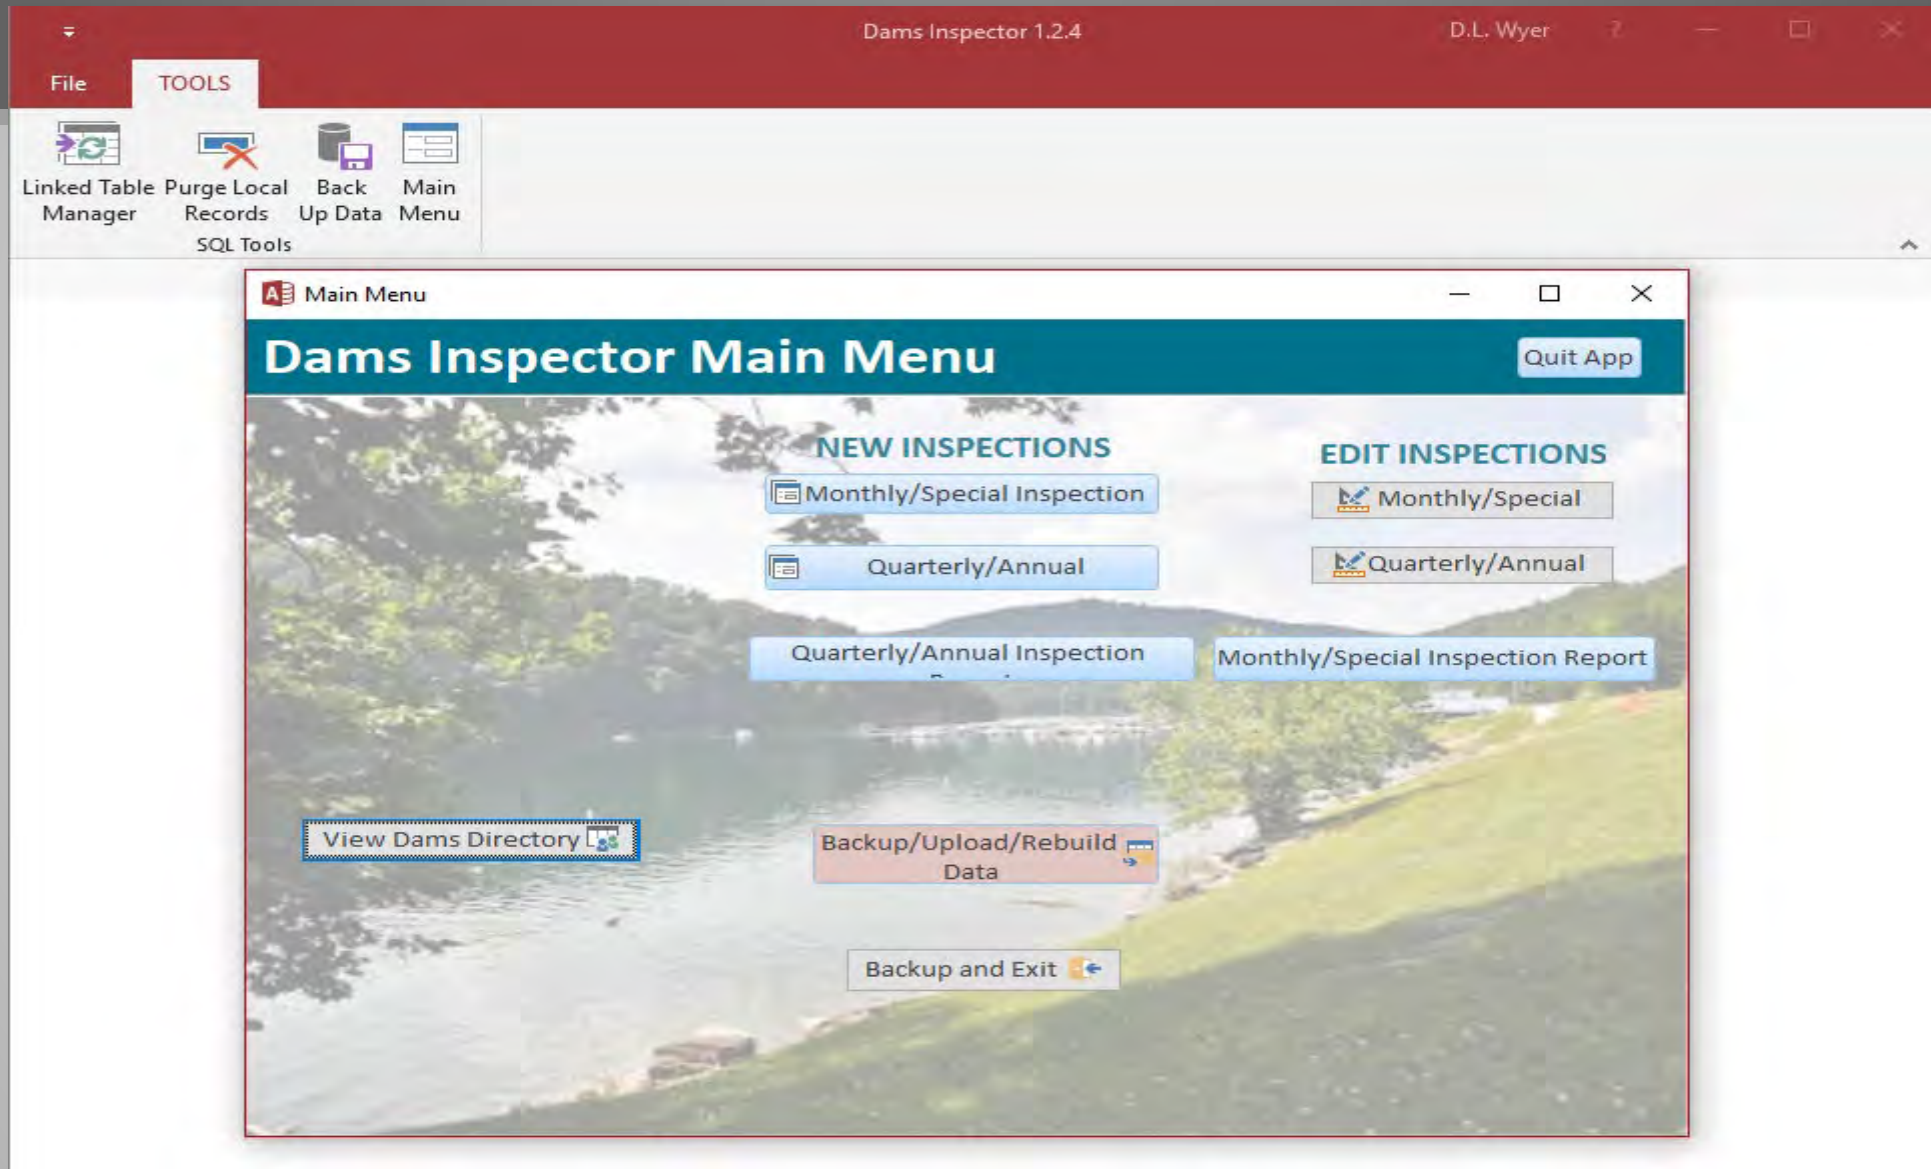 Dams Inspector 1.2.4
D.L. Wyer
?
File
TOOLS
Linked Table
Manager
Purge Local
Records
Back
Up Data
Main
Menu
SQL Tools
A
Main Menu
Dams Inspector Main Menu
Quit App
NEW INSPECTIONS
EDIT INSPECTIONS
Monthly/Special Inspection
Monthly/Special
Quarterly/Annual
Quarterly/Annual
Quarterly/Annual Inspection
Monthly/Special Inspection Report
View Dams Directory
Backup/Upload/Rebuild
Data
Backup and Exit